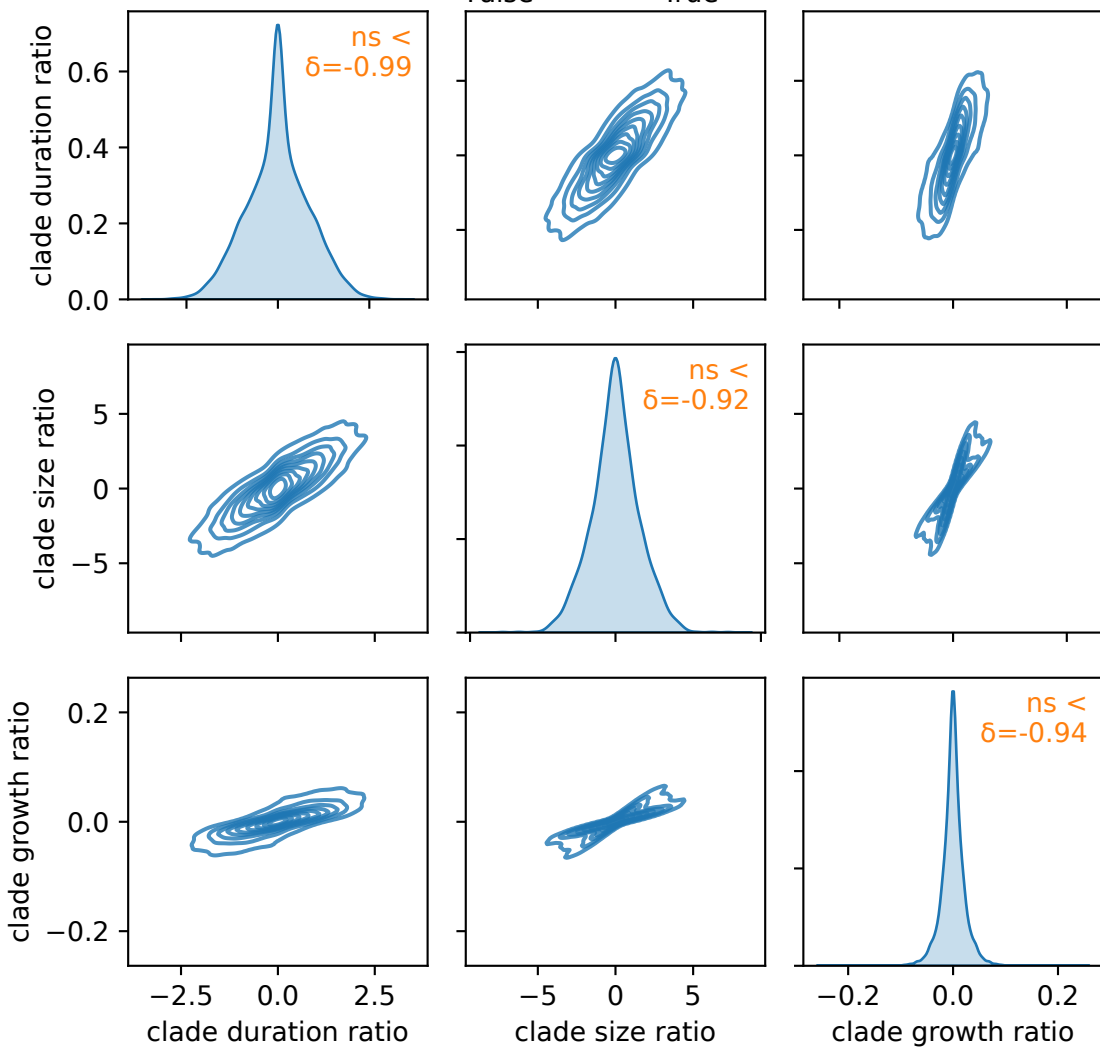 clade duration ratio
0.6
0.4
0.2
0.0
ns <
δ=-0.99
clade size ratio
5
0
−5
ns <
δ=-0.92
clade growth ratio
0.2
0.0
−0.2
ns <
δ=-0.94
−2.5 0.0 2.5
−5 0 5
−0.2 0.0 0.2
clade duration ratio
clade size ratio
clade growth ratio